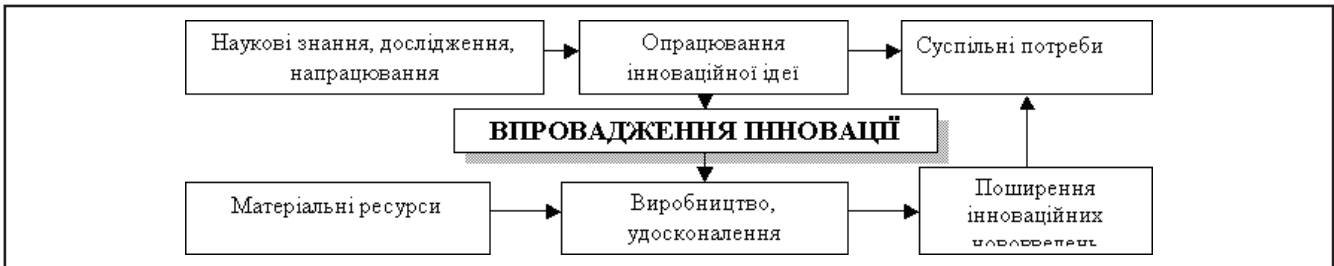 Наукові знання, дослідження,
напрацювання
Опрацювання
інноваційної ідеї
Суспільні потреби
ВПРОВАДЖЕННЯ ІННОВАЦІЇ
Матеріальні ресурси
Виробництво,
удосконалення
Поширення
інноваційних